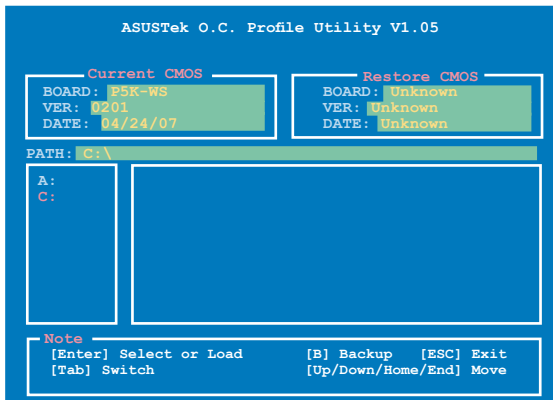 ASUSTek O.C. Profile Utility V1.05
Current CMOS
BOARD: P5K-WS
VER: 0201
DATE: 04/24/07
Restore CMOS
BOARD: Unknown
VER: Unknown
DATE: Unknown
PATH: C:\
A:
C:
Note
[Enter] Select or Load [B] Backup [ESC] Exit
[Tab] Switch [Up/Down/Home/End] Move